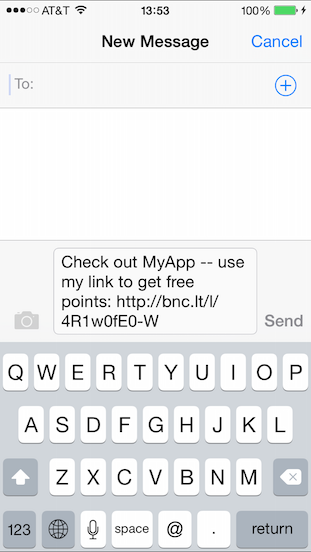 AT&T 13:53 100%
New Message Cancel
To:
Check out MyApp -- use
my link to get free
points: http://bnc.lt/l/
4R1w0fE0-W
Send
Q W E R T Y U I O P
A S D F G H J K L
Z X C V B N M
123 space @ . return